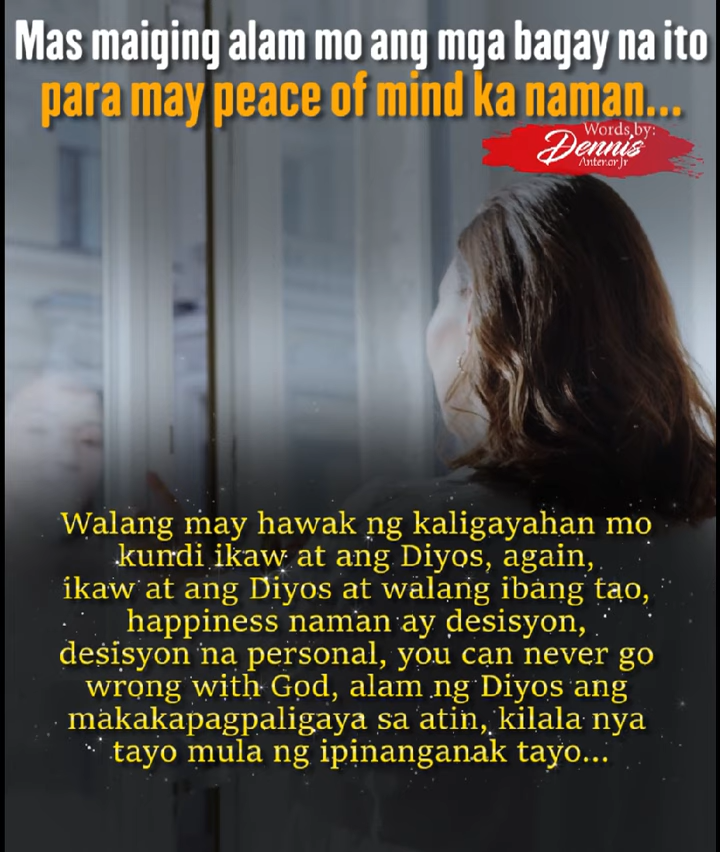 Mas maiging alam mo ang mga bagay na ito
para may peace of mind ka naman...
Words by:
Dennis
Antenor Jr
Walang may hawak ng kaligayahan mo
kundi ikaw at ang Diyos, again,
ikaw at ang Diyos at walang ibang tao,
happiness naman ay desisyon,
desisyon na personal, you can never go
wrong with God, alam ng Diyos ang
makakapagpaligaya sa atin, kilala nya
tayo mula ng ipinanganak tayo...